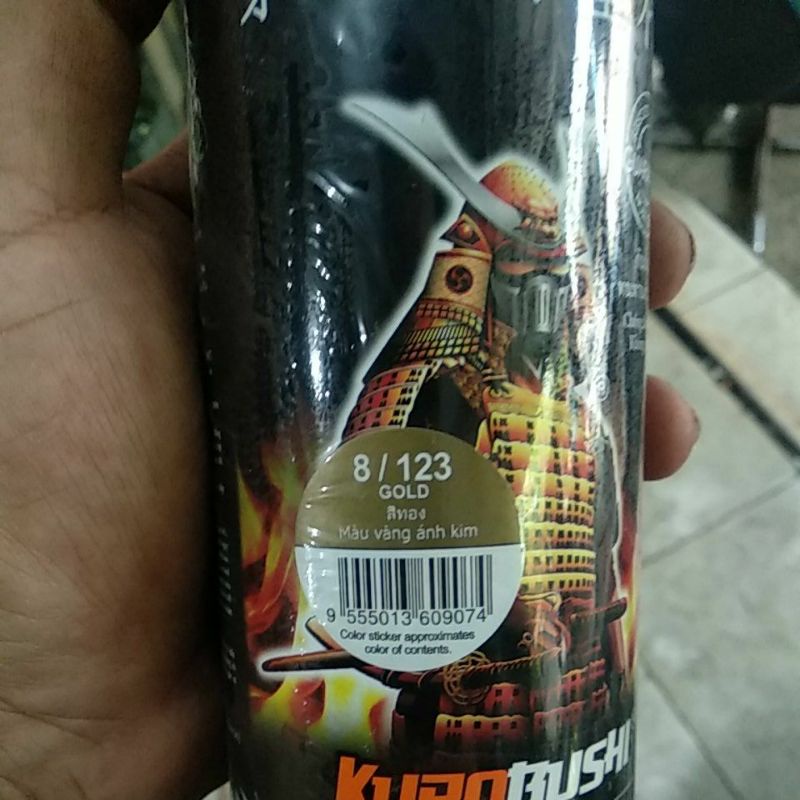 8 / 123
GOLD
สีทอง
Màu vàng ánh kim
9 555013 609074
Color sticker approximates
color of contents.
KUROBUSHI